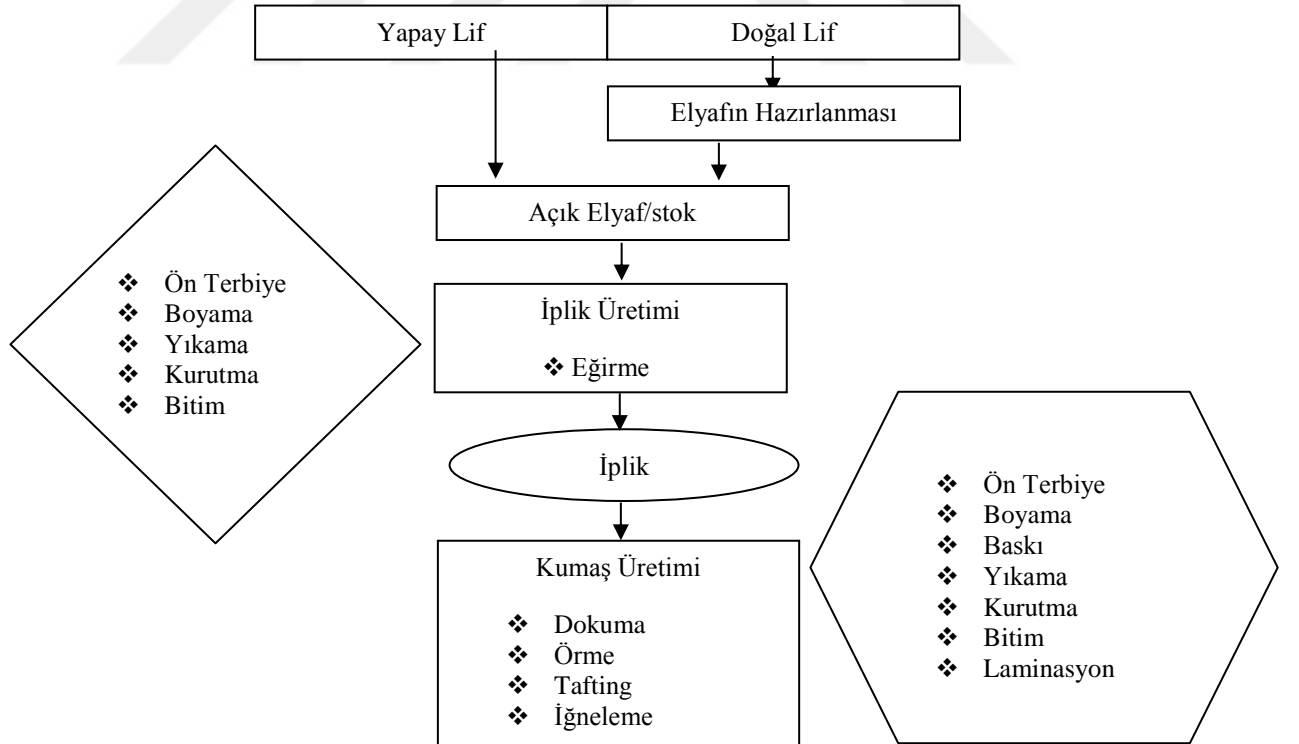 Yapay Lif
Doğal Lif
Elyafın Hazırlanması
Açık Elyaf/stok
❖ Ön Terbiye
❖ Boyama
❖ Yıkama
❖ Kurutma
❖ Bitim
İplik Üretimi
❖ Eğirme
İplik
Kumaş Üretimi
❖ Dokuma
❖ Örme
❖ Tafting
❖ İğneleme
❖ Ön Terbiye
❖ Boyama
❖ Baskı
❖ Yıkama
❖ Kurutma
❖ Bitim
❖ Laminasyon